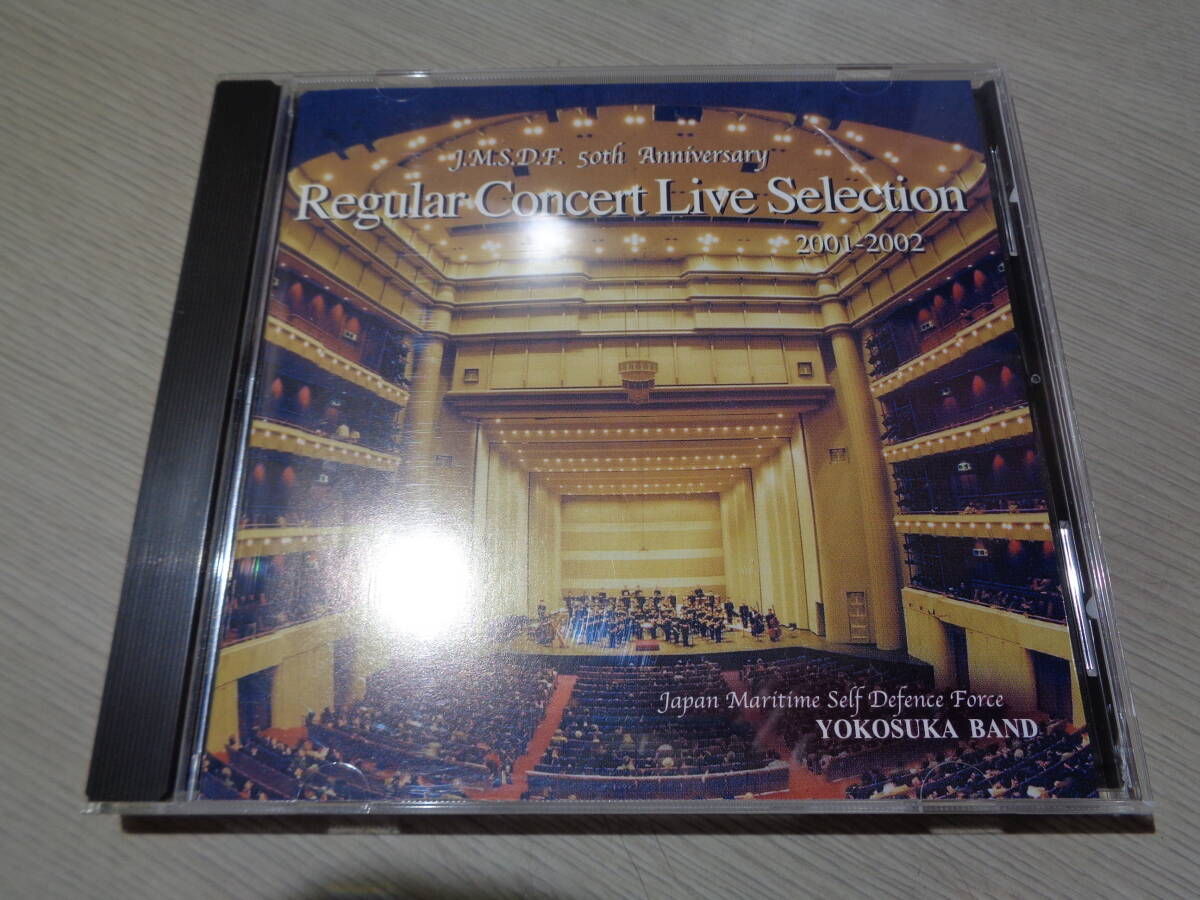 J.M.S.D.F. 50th Anniversary
Regular Concert Live Selection
2001-2002
Japan Maritime Self Defence Force
YOKOSUKA BAND